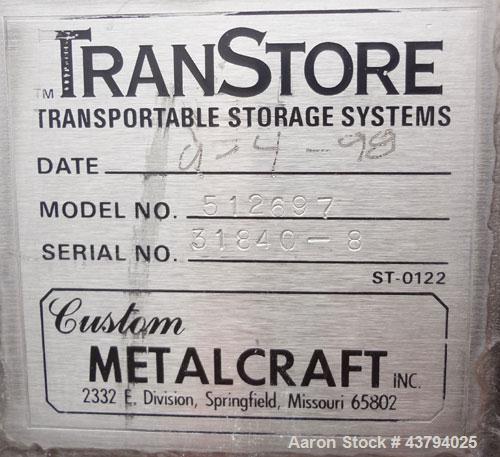 TM TRANSTORE
TRANSPORTABLE STORAGE SYSTEMS
DATE 9-4-98
MODEL NO. 512697
SERIAL NO. 31840-8
ST-0122
Custom
METALCRAFT INC.
2332 E. Division, Springfield, Missouri 65802
Aaron Stock # 43794025